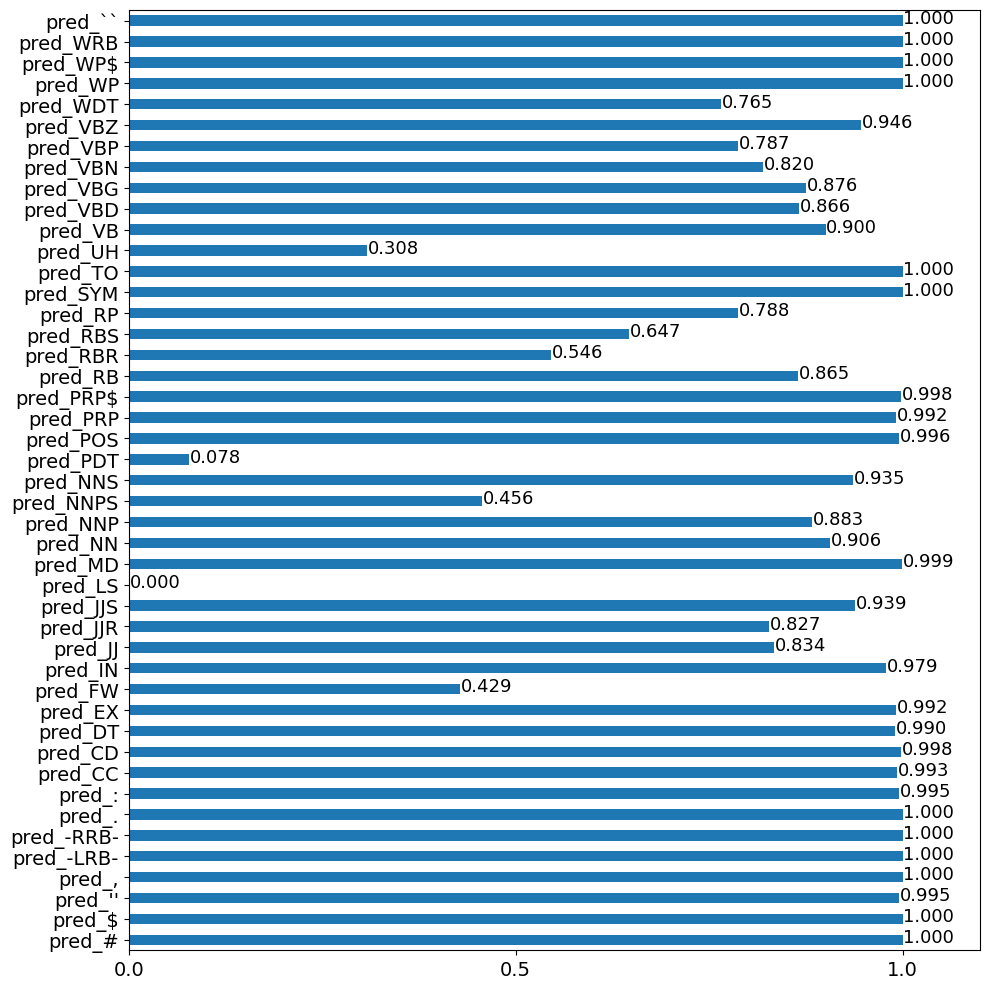 pred_`` 1.000
pred_WRB 1.000
pred_WP$ 1.000
pred_WP 1.000
pred_WDT 0.765
pred_VBZ 0.946
pred_VBP 0.787
pred_VBN 0.820
pred_VBG 0.876
pred_VBD 0.866
pred_VB 0.900
pred_UH 0.308
pred_TO 1.000
pred_SYM 1.000
pred_RP 0.788
pred_RBS 0.647
pred_RBR 0.546
pred_RB 0.865
pred_PRP$ 0.998
pred_PRP 0.992
pred_POS 0.996
pred_PDT 0.078
pred_NNS 0.935
pred_NNPS 0.456
pred_NNP 0.883
pred_NN 0.906
pred_MD 0.999
pred_LS 0.000
pred_JJS 0.939
pred_JJR 0.827
pred_JJ 0.834
pred_IN 0.979
pred_FW 0.429
pred_EX 0.992
pred_DT 0.990
pred_CD 0.998
pred_CC 0.993
pred_: 0.995
pred_. 1.000
pred_-RRB- 1.000
pred_-LRB- 1.000
pred_, 1.000
pred_'' 0.995
pred_$ 1.000
pred_# 1.000
0.0 0.5 1.0